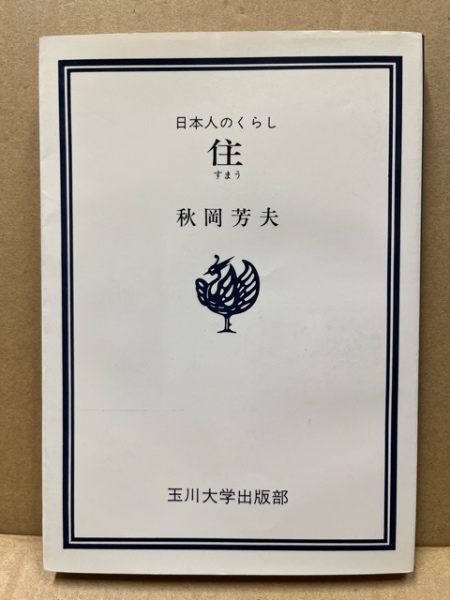 日本人のくらし
住
すまう
秋岡芳夫
玉川大学出版部